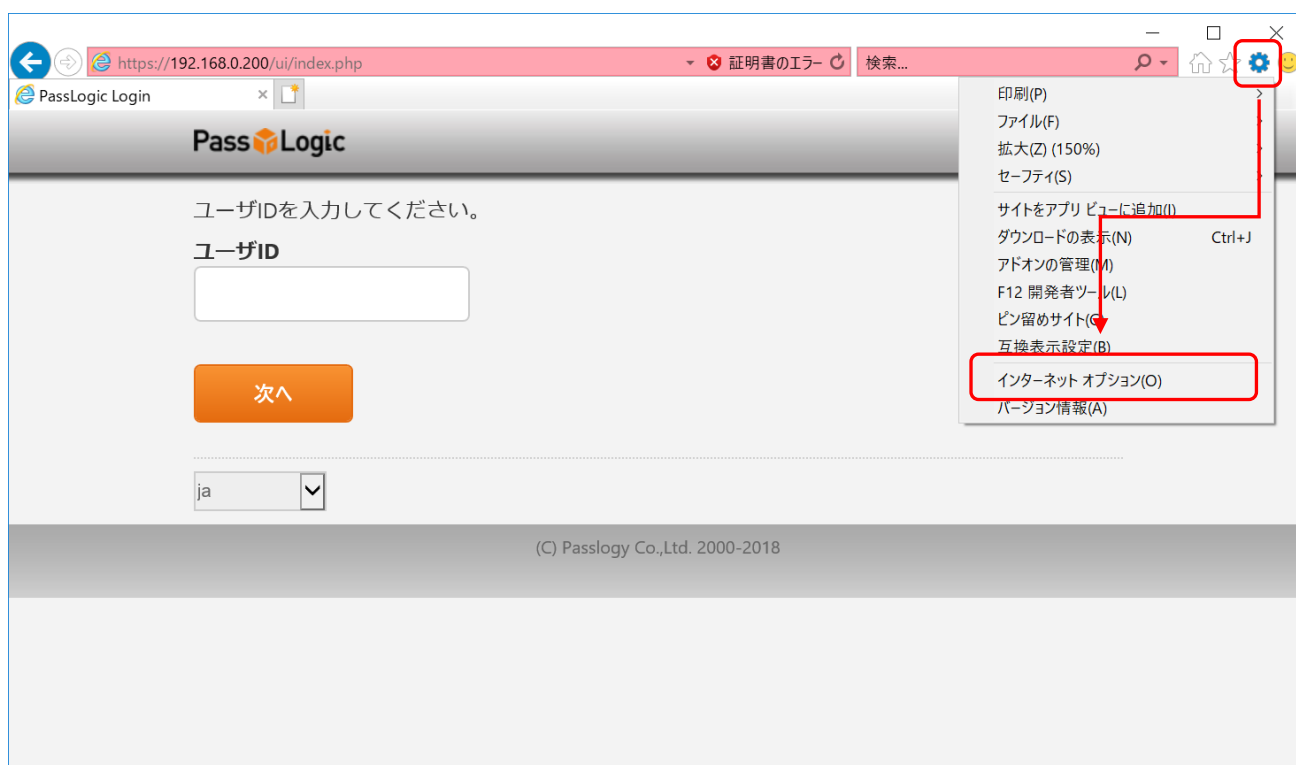 https://192.168.0.200/ui/index.php
証明書のエラー
検索...
PassLogic Login
PassLogic
ユーザIDを入力してください。
ユーザID
次へ
ja
(C) Passlogy Co.,Ltd. 2000-2018
印刷(P)
ファイル(F)
拡大(Z) (150%)
セーフティ(S)
サイトをアプリ ビューに追加(I)
ダウンロードの表示(N) Ctrl+J
アドオンの管理(M)
F12 開発者ツール(L)
ピン留めサイト(G)
互換表示設定(B)
インターネット オプション(O)
バージョン情報(A)